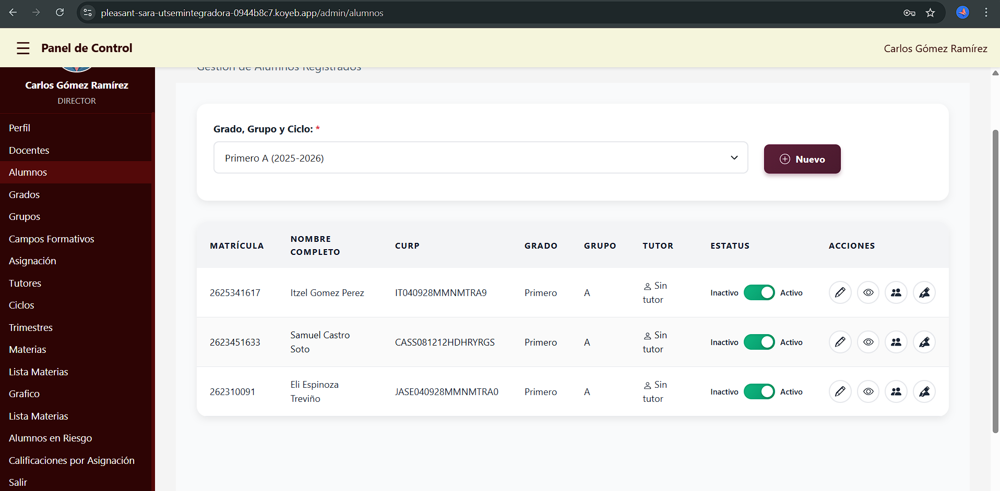 pleasant-sara-utsemintegradora-0944b8c7.koyeb.app/admin/alumnos
Panel de Control
Carlos Gómez Ramírez
Carlos Gómez Ramírez
DIRECTOR
Perfil
Docentes
Alumnos
Grados
Grupos
Campos Formativos
Asignación
Tutores
Ciclos
Trimestres
Materias
Lista Materias
Grafico
Lista Materias
Alumnos en Riesgo
Calificaciones por Asignación
Salir
Gestión de Alumnos Registrados
Grado, Grupo y Ciclo: *
Primero A (2025-2026)
Nuevo
MATRÍCULA NOMBRE COMPLETO CURP GRADO GRUPO TUTOR ESTATUS ACCIONES
2625341617 Itzel Gomez Perez IT040928MMNMTRA9 Primero A Sin tutor Inactivo Activo
2623451633 Samuel Castro Soto CASS081212HDHRYRGS Primero A Sin tutor Inactivo Activo
262310091 Eli Espinoza Treviño JASE040928MMNMTRA0 Primero A Sin tutor Inactivo Activo